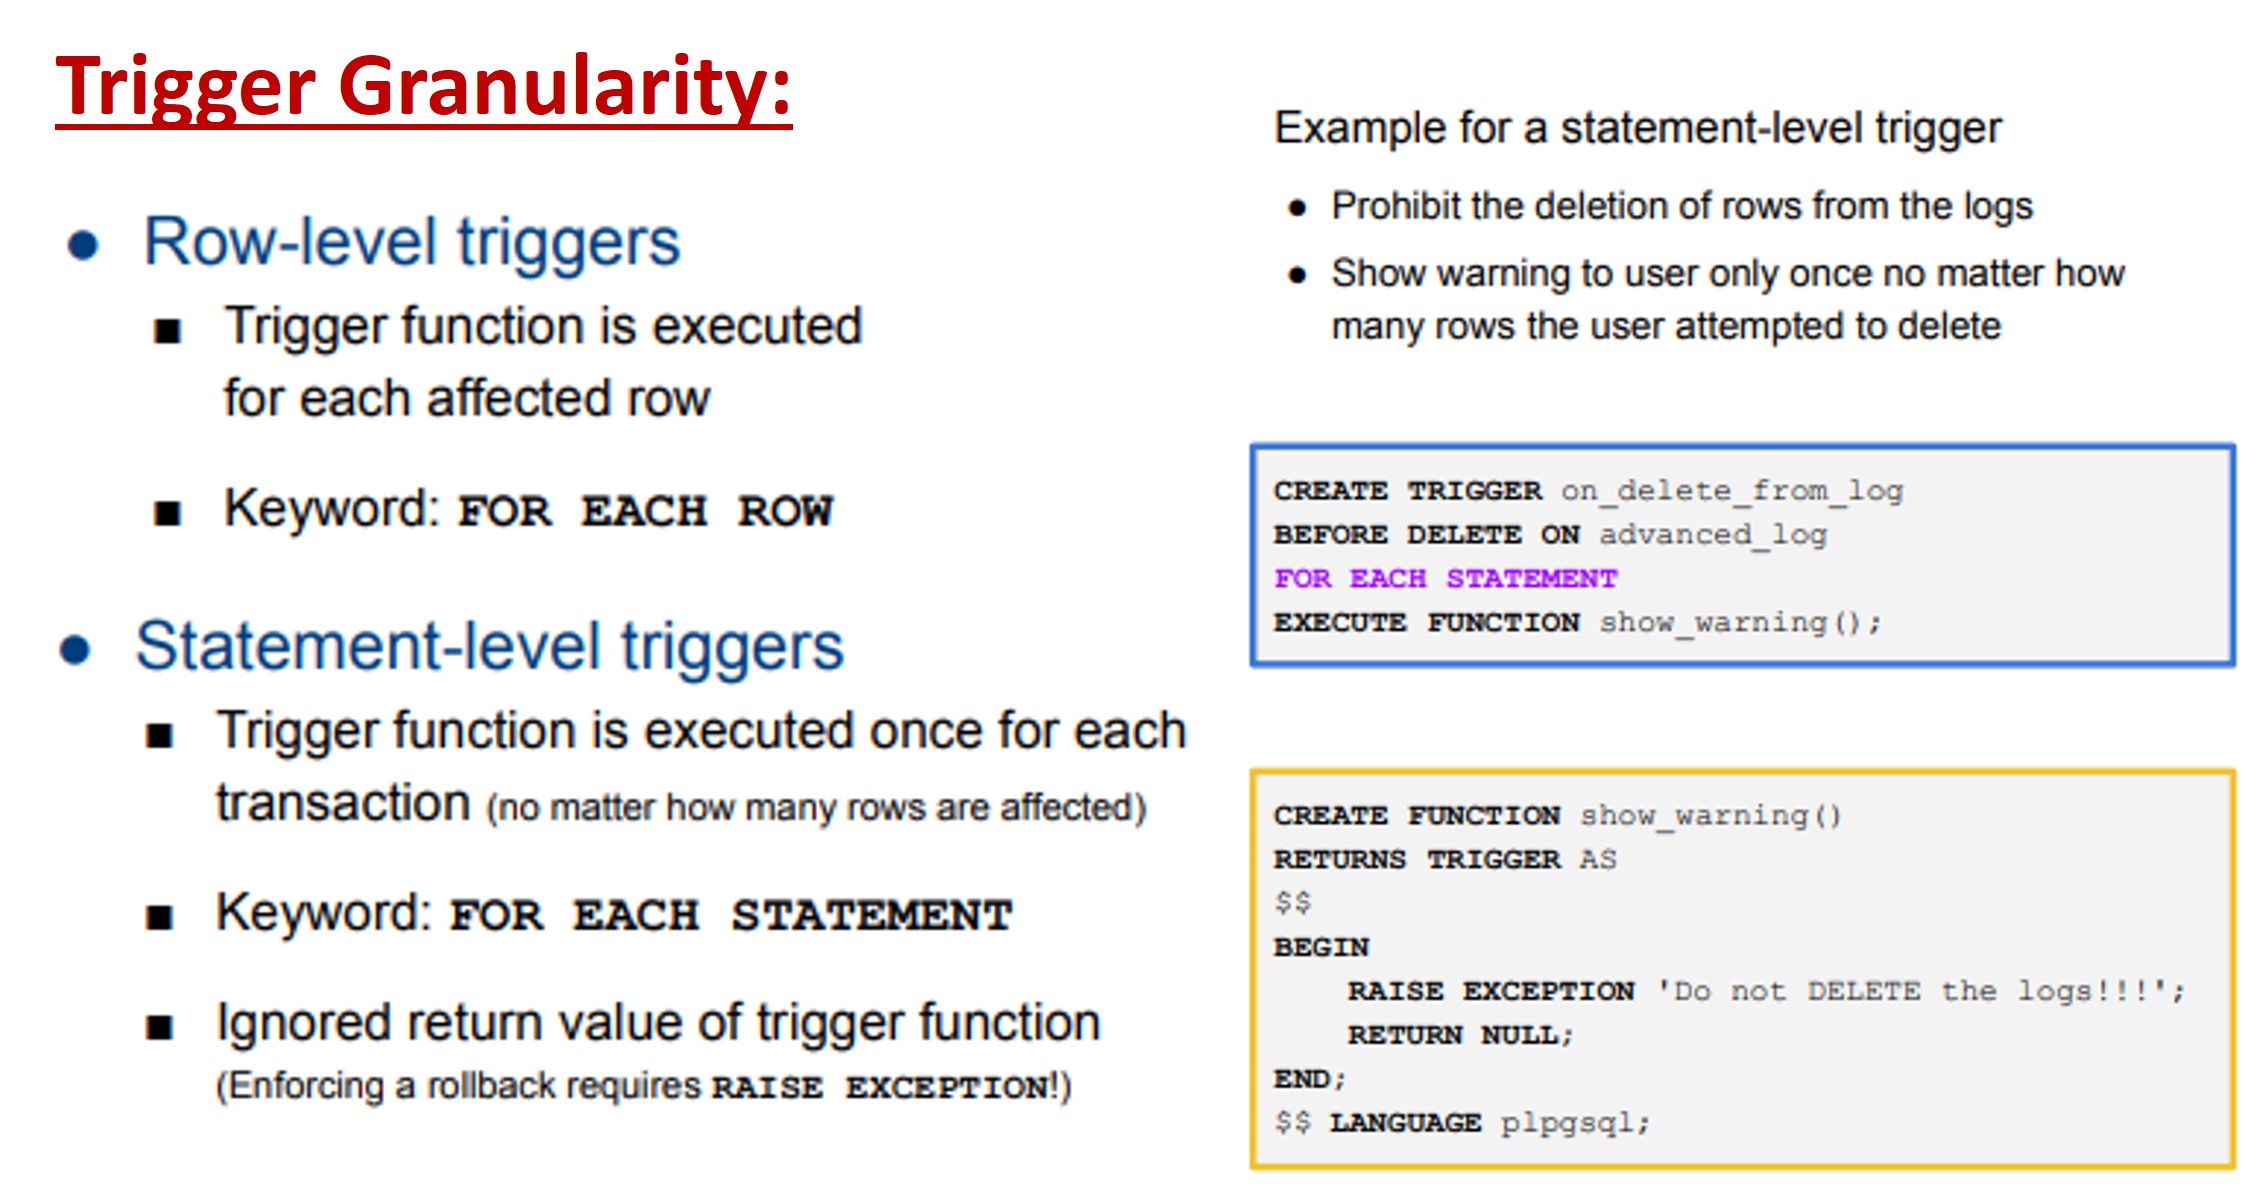 Trigger Granularity:
● Row-level triggers
■ Trigger function is executed
for each affected row
■ Keyword: FOR EACH ROW
● Statement-level triggers
■ Trigger function is executed once for each
transaction (no matter how many rows are affected)
■ Keyword: FOR EACH STATEMENT
■ Ignored return value of trigger function
(Enforcing a rollback requires RAISE EXCEPTION!)
Example for a statement-level trigger
● Prohibit the deletion of rows from the logs
● Show warning to user only once no matter how
many rows the user attempted to delete
CREATE TRIGGER on_delete_from_log
BEFORE DELETE ON advanced_log
FOR EACH STATEMENT
EXECUTE FUNCTION show_warning();
CREATE FUNCTION show_warning()
RETURNS TRIGGER AS
$$
BEGIN
    RAISE EXCEPTION 'Do not DELETE the logs!!!';
    RETURN NULL;
END;
$$ LANGUAGE plpgsql;